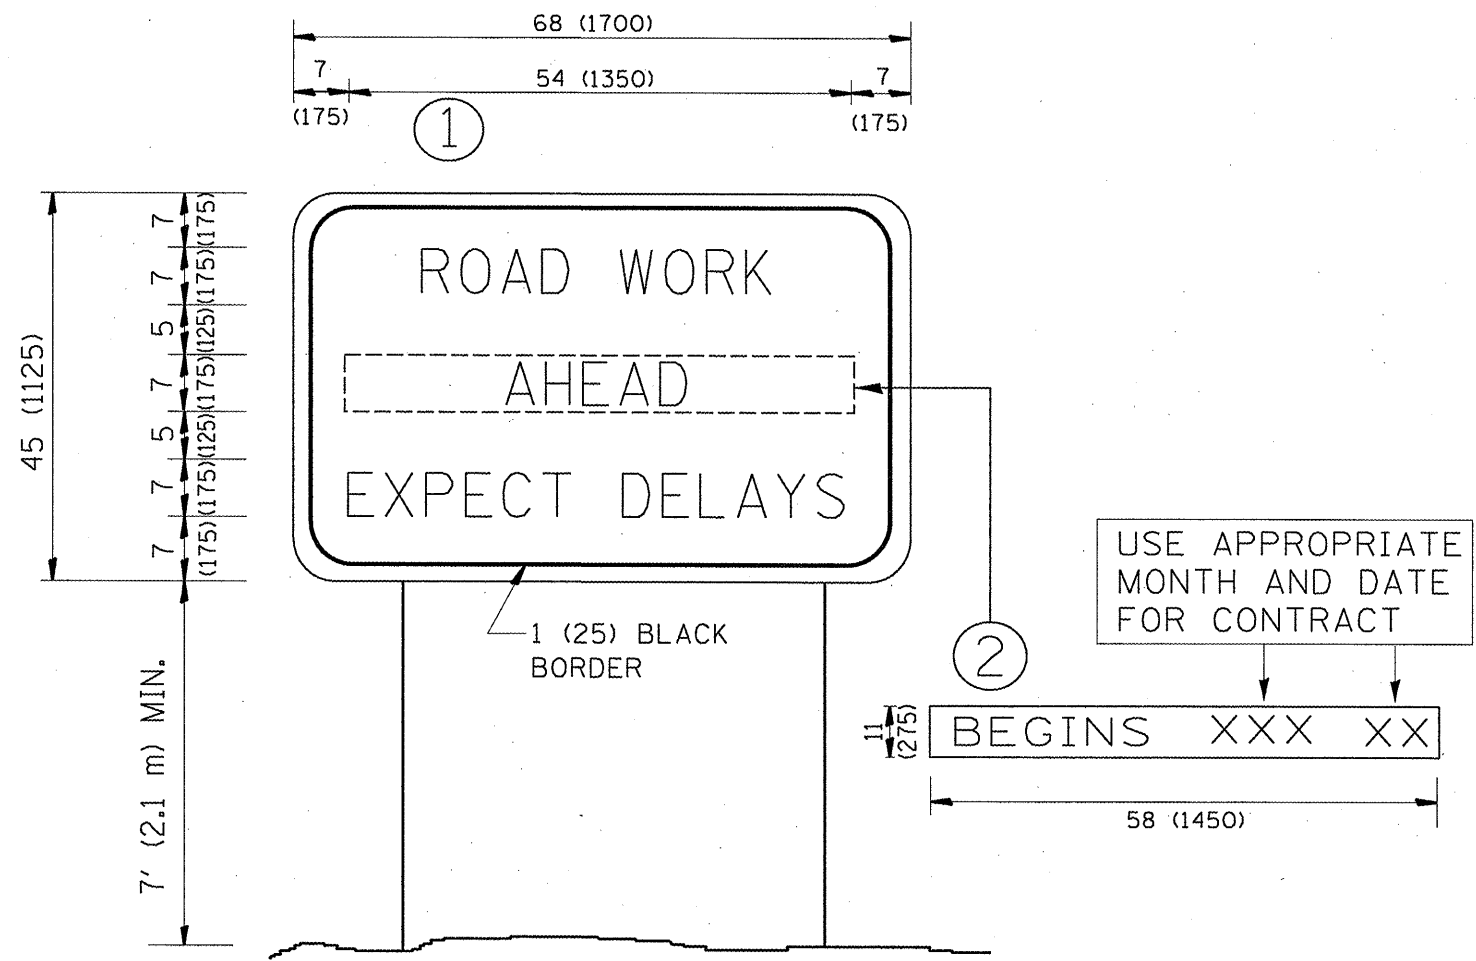 68 (1700)
7
54 (1350)
7
(175)
(175)
1
45 (1125)
7 (175)
7 (175)
5 (125)
7 (175)
5 (125)
7 (175)
7 (175)
ROAD WORK
AHEAD
EXPECT DELAYS
1 (25) BLACK
BORDER
7' (2.1 m) MIN.
USE APPROPRIATE
MONTH AND DATE
FOR CONTRACT
2
11 (275)
BEGINS XXX XX
58 (1450)